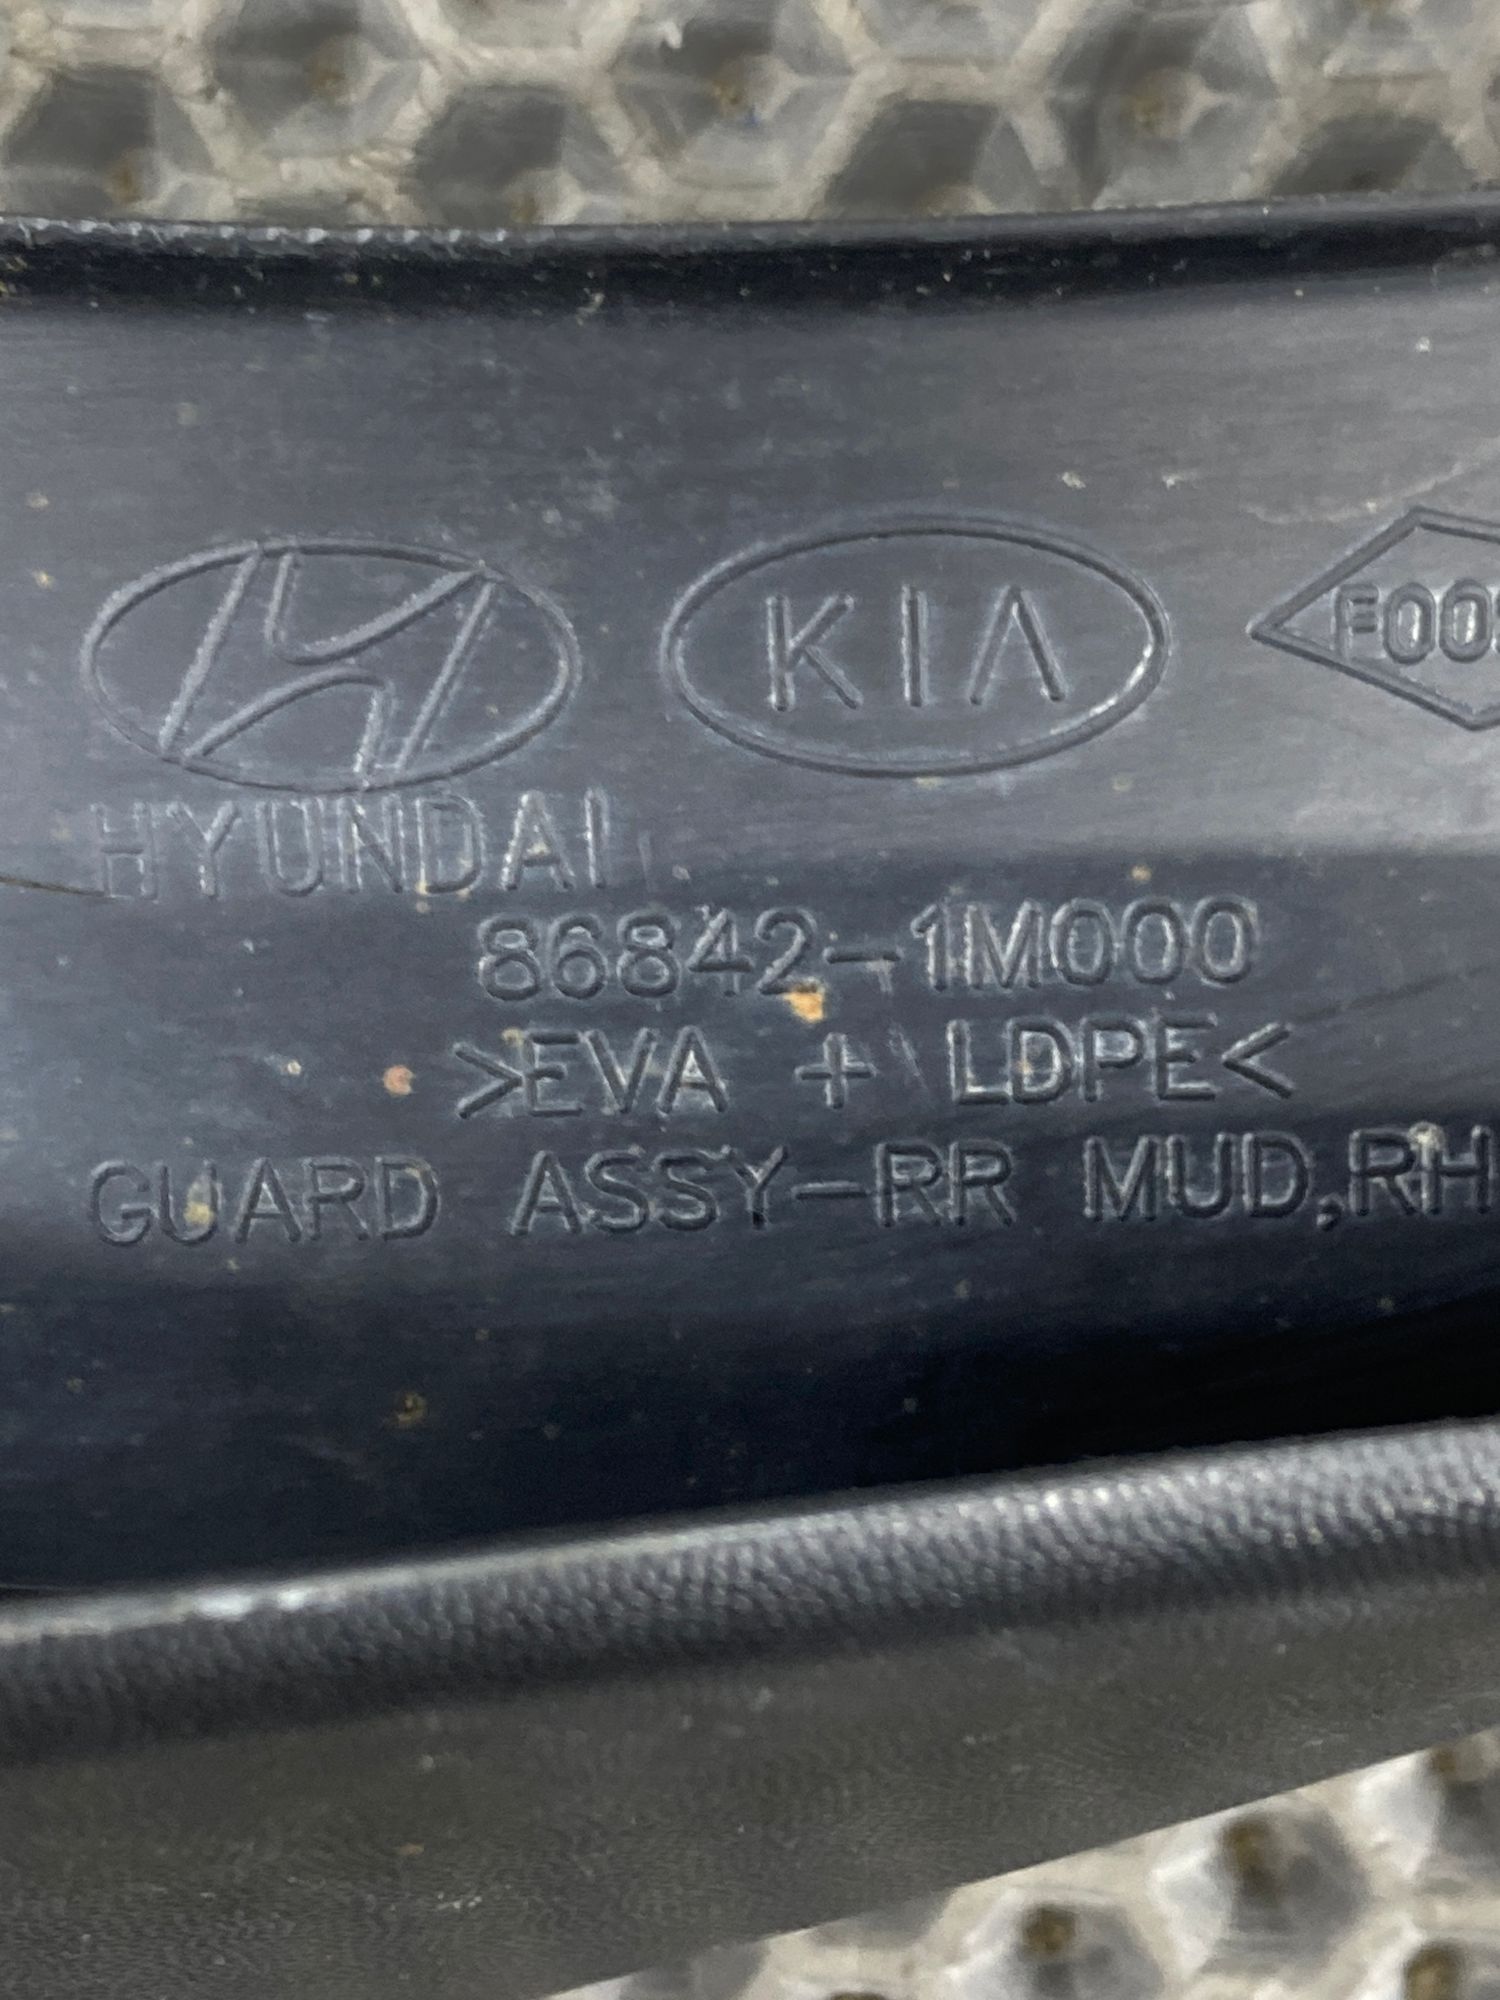 KIA
HYUNDAI
86842-1M000
>EVA + LDPE<
GUARD ASSY-RR MUD,RH